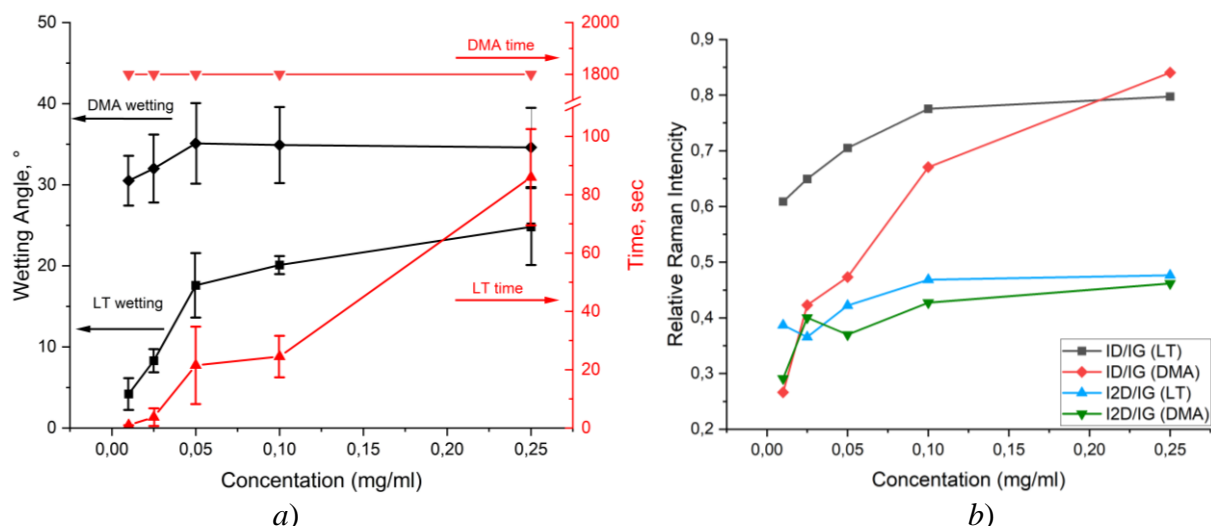 50
40
30
20
10
0
Wetting Angle, °
0,00
0,05
0,10
0,15
0,20
0,25
Concentation (mg/ml)
2000
1800
100
80
60
40
20
0
Time, sec
DMA time
DMA wetting
LT wetting
LT time
a)
0,9
0,8
0,7
0,6
0,5
0,4
0,3
0,2
Relative Raman Intencity
0,00
0,05
0,10
0,15
0,20
0,25
Concentation (mg/ml)
ID/IG (LT)
ID/IG (DMA)
I2D/IG (LT)
I2D/IG (DMA)
b)